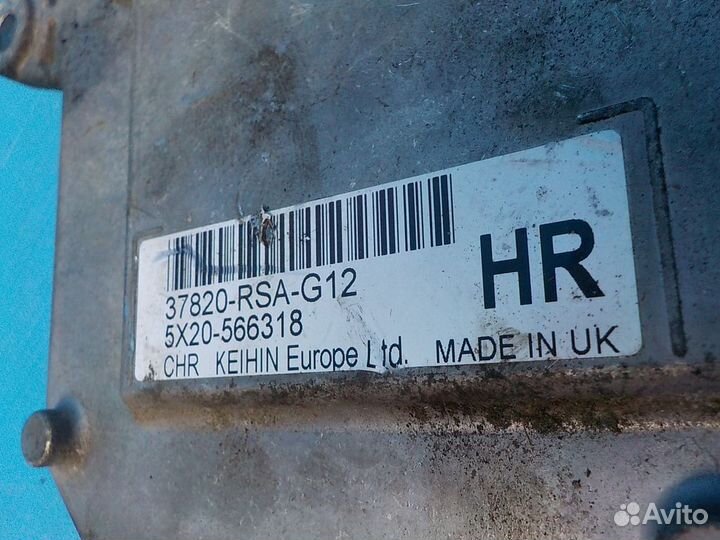 37820-RSA-G12
HR
5X20-566318
CHR KEIHIN Europe Ltd. MADE IN UK
Avito